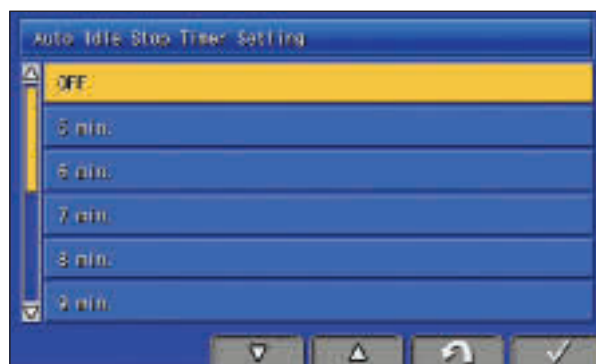 Auto Idle Stop Timer Setting
OFF
5 min.
6 min.
7 min.
8 min.
9 min.